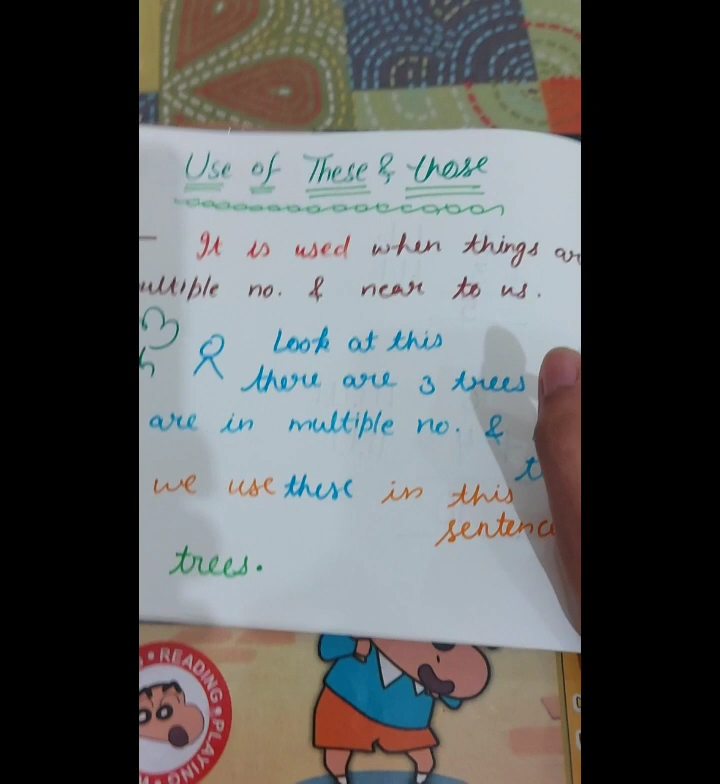 Use of These & those
It is used when things ar
ultiple no. & near to us.
Look at this
there are 3 trees
are in multiple no. &
t
we use these in this
sentenc
trees.
READING • PLAYING